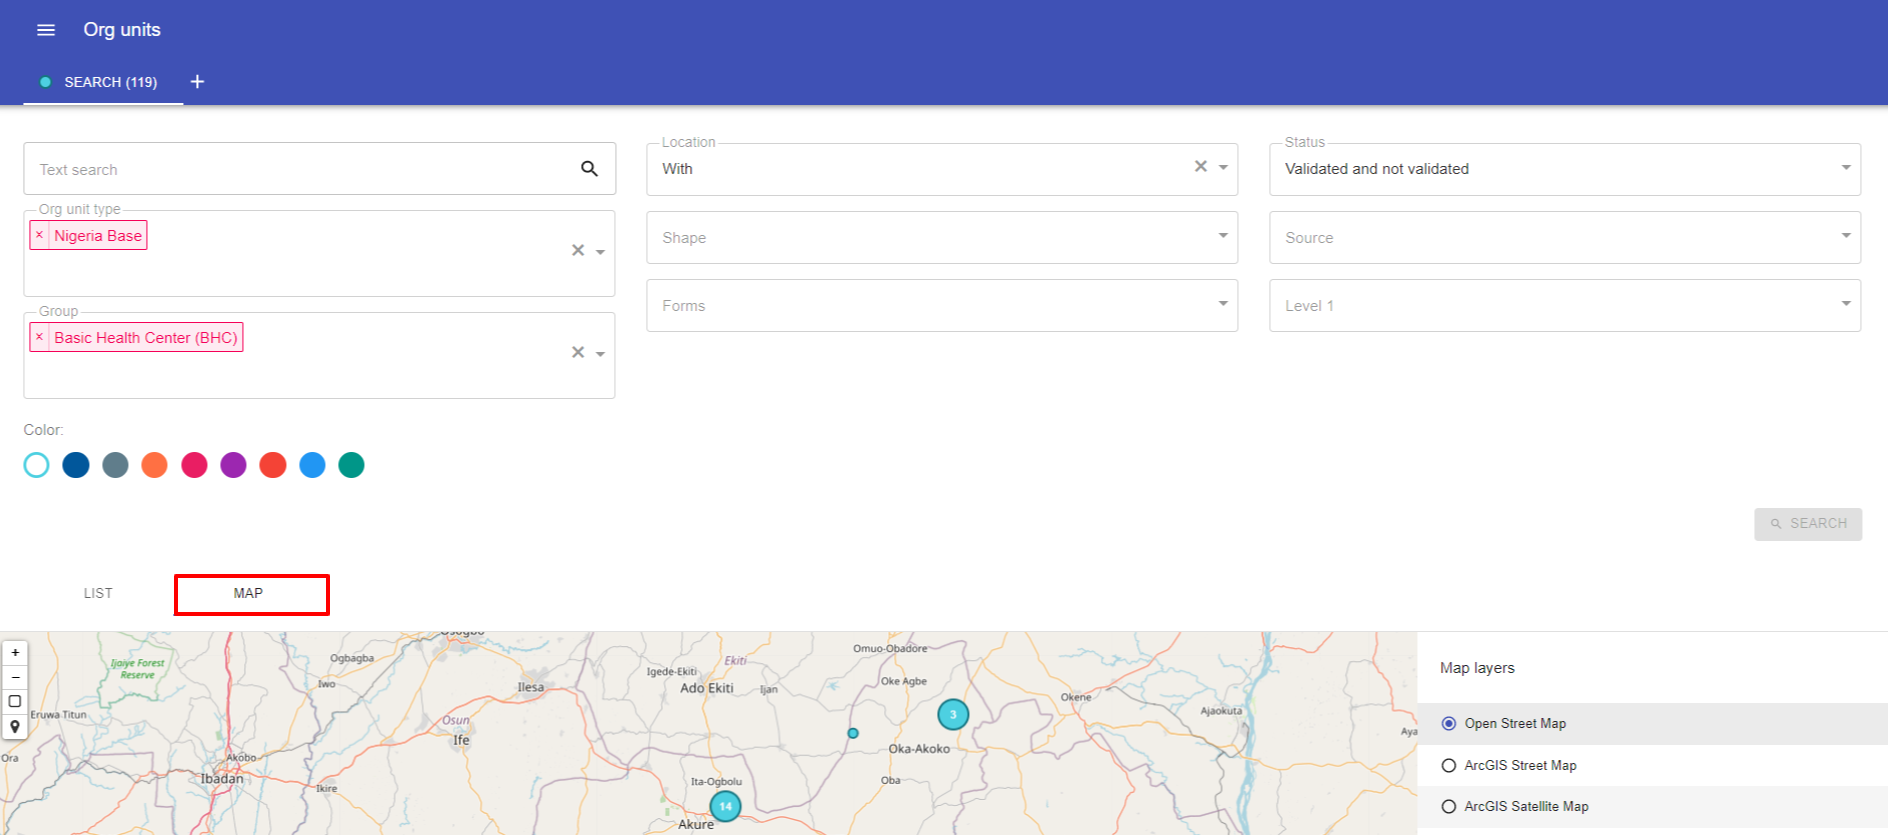 Org units
SEARCH (119) +
Text search
Location
With
Status
Validated and not validated
Org unit type
× Nigeria Base
Shape
Source
Group
× Basic Health Center (BHC)
Forms
Level 1
Color:
SEARCH
LIST
MAP
+
−
Map layers
Open Street Map
ArcGIS Street Map
ArcGIS Satellite Map
Osogbo
Ogbagba
Ijaiye Forest
Reserve
Iwo
Ilesa
Igede-Ekiti
Ekiti
Ado Ekiti
Ijan
Omuo-Obadore
Oke Agbe
Okene
Ajaokuta
Eruwa Titun
Osun
Ife
3
Oka-Akoko
Aya
Ora
Akobo
Ibadan
Ikire
Ita-Ogbolu
Oba
14
Akure